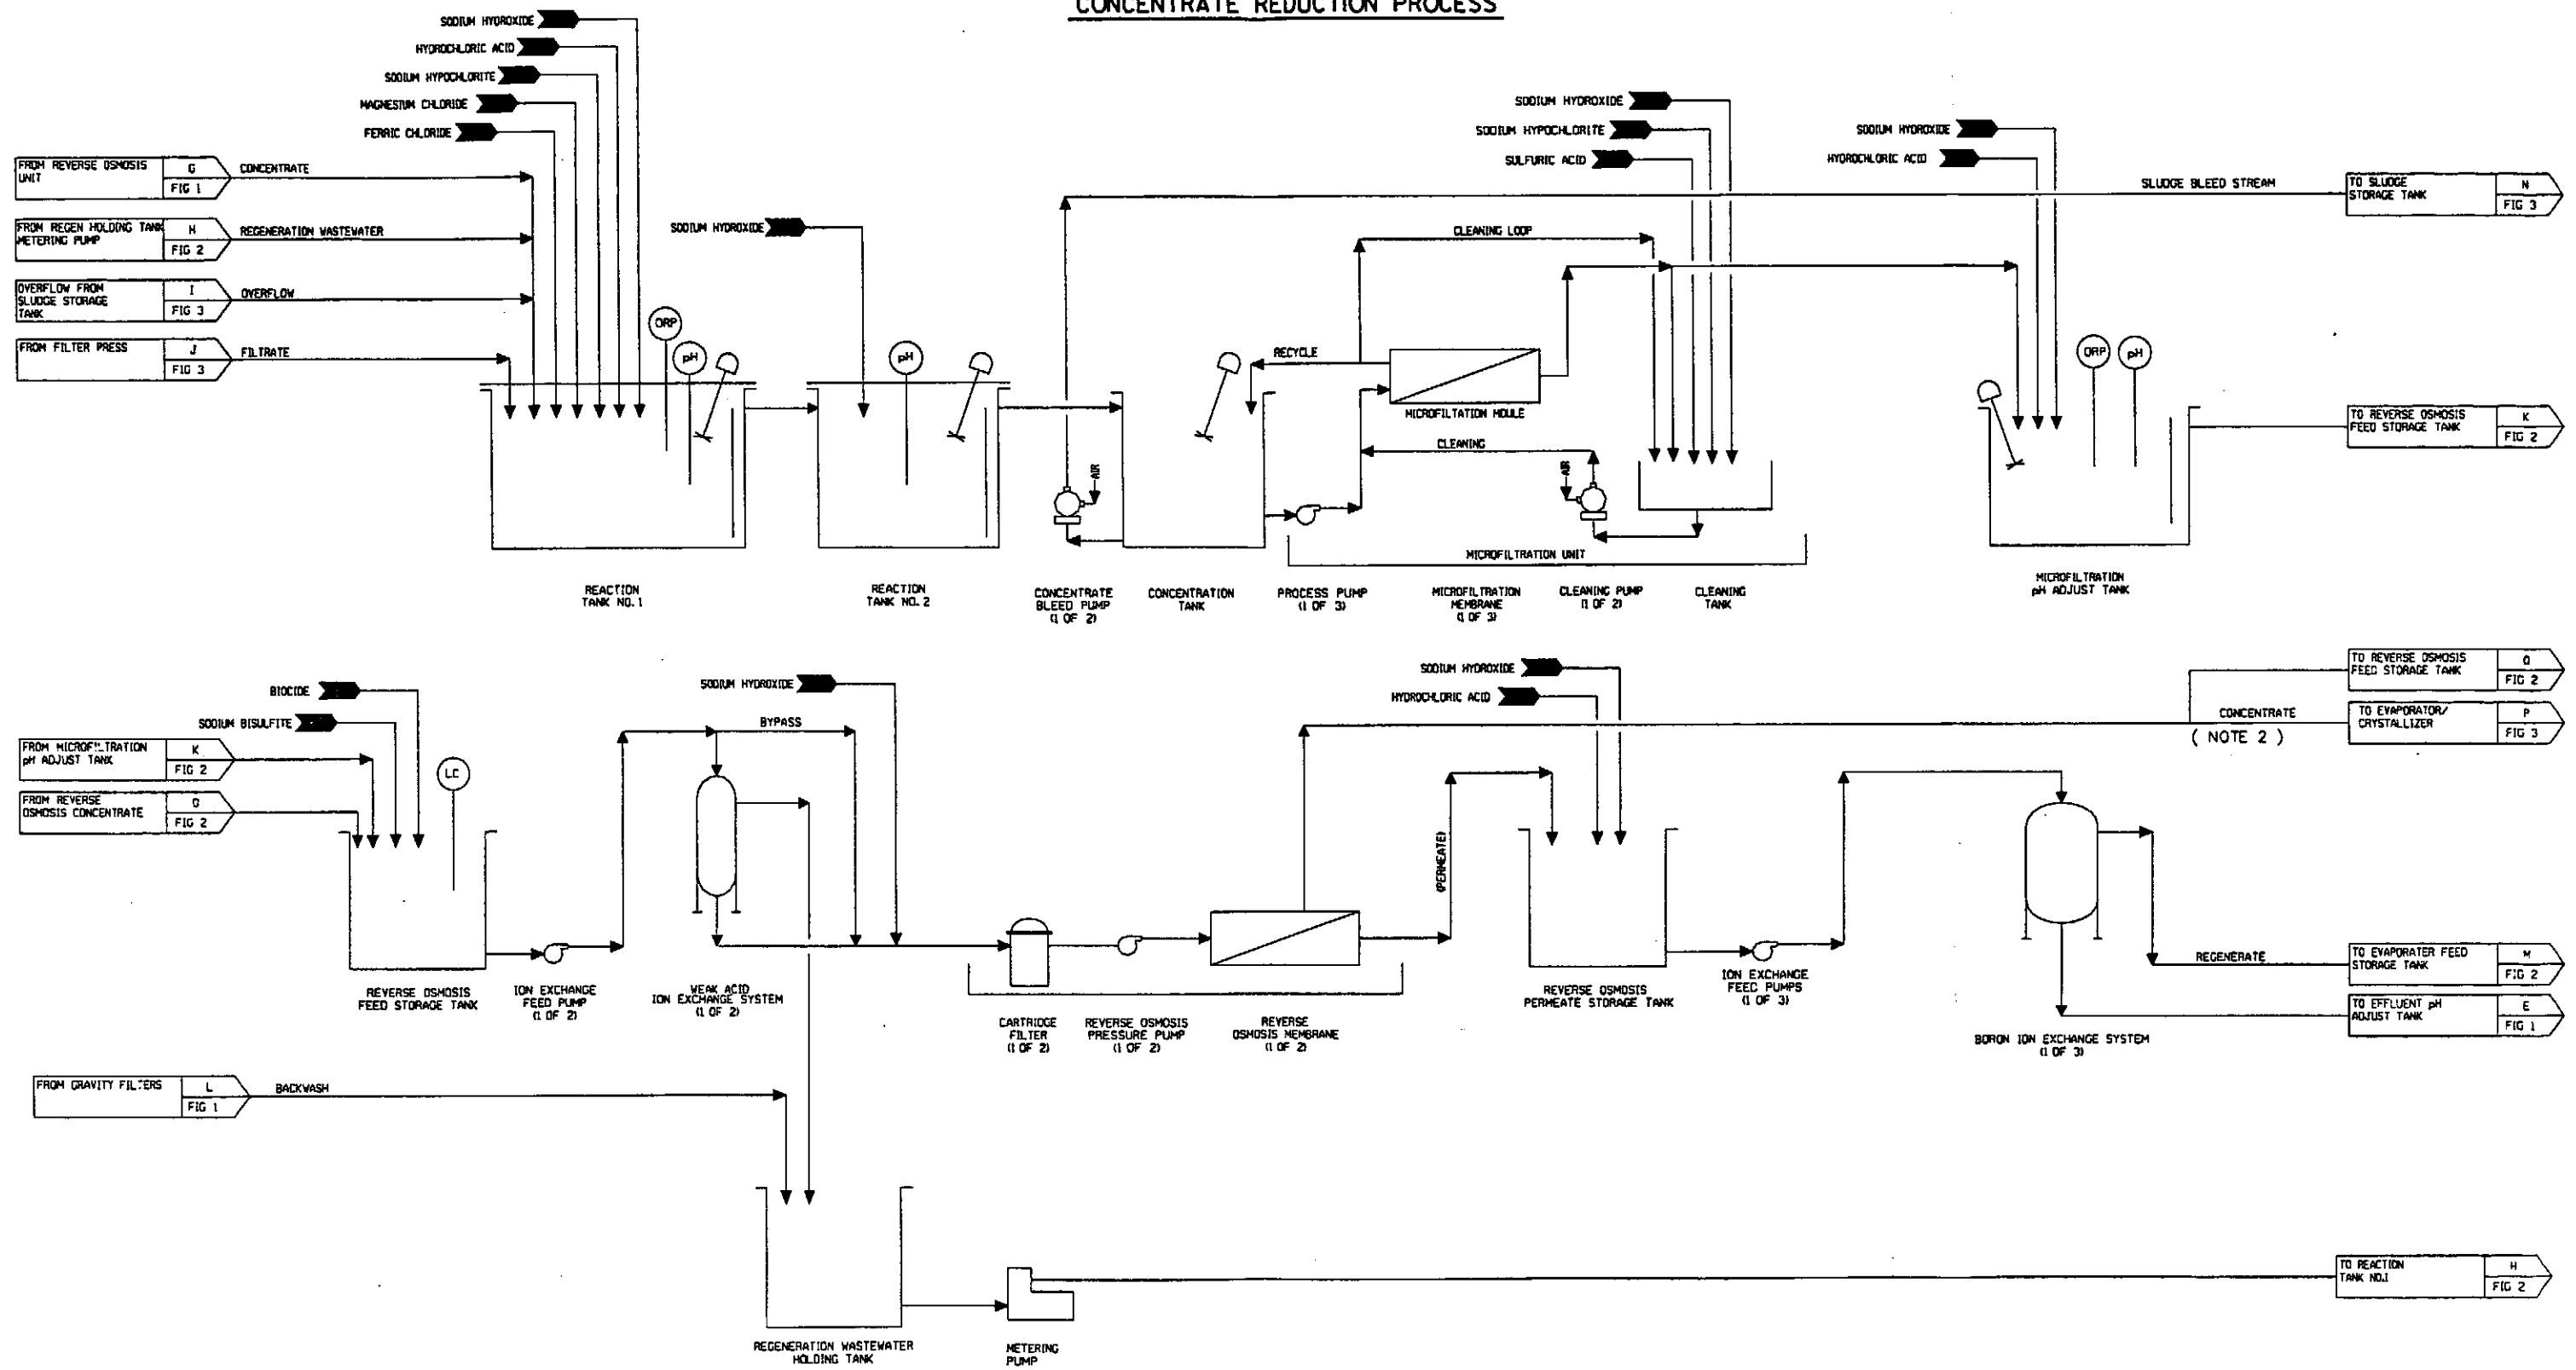 CONCENTRATE REDUCTION PROCESS
SODIUM HYDROXIDE
HYDROCHLORIC ACID
SODIUM HYPOCHLORITE
MAGNESIUM CHLORIDE
FERRIC CHLORIDE
FROM REVERSE OSMOSIS
UNIT
G
FIG 1
CONCENTRATE
FROM REGEN HOLDING TANK
METERING PUMP
H
FIG 2
REGENERATION WASTEWATER
OVERFLOW FROM
SLUDGE STORAGE
TANK
I
FIG 3
OVERFLOW
FROM FILTER PRESS
J
FIG 3
FILTRATE
ORP
pH
SODIUM HYDROXIDE
pH
SODIUM HYDROXIDE
SODIUM HYPOCHLORITE
SULFURIC ACID
SODIUM HYDROXIDE
HYDROCHLORIC ACID
SLUDGE BLEED STREAM
TO SLUDGE
STORAGE TANK
N
FIG 3
CLEANING LOOP
RECYCLE
MICROFILTATION MOULE
CLEANING
AIR
AIR
MICROFILTRATION UNIT
ORP
pH
TO REVERSE OSMOSIS
FEED STORAGE TANK
K
FIG 2
REACTION
TANK NO.1
REACTION
TANK NO.2
CONCENTRATE
BLEED PUMP
(1 OF 2)
CONCENTRATION
TANK
PROCESS PUMP
(1 OF 3)
MICROFILTRATION
MEMBRANE
(1 OF 3)
CLEANING PUMP
(1 OF 2)
CLEANING
TANK
MICROFILTRATION
pH ADJUST TANK
BIOCIDE
SODIUM BISULFITE
FROM MICROFILTRATION
pH ADJUST TANK
K
FIG 2
FROM REVERSE
OSMOSIS CONCENTRATE
FIG 2
LC
SODIUM HYDROXIDE
BYPASS
SODIUM HYDROXIDE
HYDROCHLORIC ACID
(PERMEATE)
TO REVERSE OSMOSIS
FEED STORAGE TANK
FIG 2
CONCENTRATE
( NOTE 2 )
TO EVAPORATOR/
CRYSTALLIZER
P
FIG 3
REVERSE OSMOSIS
FEED STORAGE TANK
ION EXCHANGE
FEED PUMP
(1 OF 2)
WEAK ACID
ION EXCHANGE SYSTEM
(1 OF 2)
CARTRIDGE
FILTER
(1 OF 2)
REVERSE OSMOSIS
PRESSURE PUMP
(1 OF 2)
REVERSE
OSMOSIS MEMBRANE
(1 OF 2)
REVERSE OSMOSIS
PERMEATE STORAGE TANK
ION EXCHANGE
FEED PUMPS
(1 OF 3)
BORON ION EXCHANGE SYSTEM
(1 OF 3)
REGENERATE
TO EVAPORATER FEED
STORAGE TANK
M
FIG 2
TO EFFLUENT pH
ADJUST TANK
E
FIG 1
FROM GRAVITY FILTERS
L
FIG 1
BACKWASH
REGENERATION WASTEWATER
HOLDING TANK
METERING
PUMP
TO REACTION
TANK NO.1
H
FIG 2